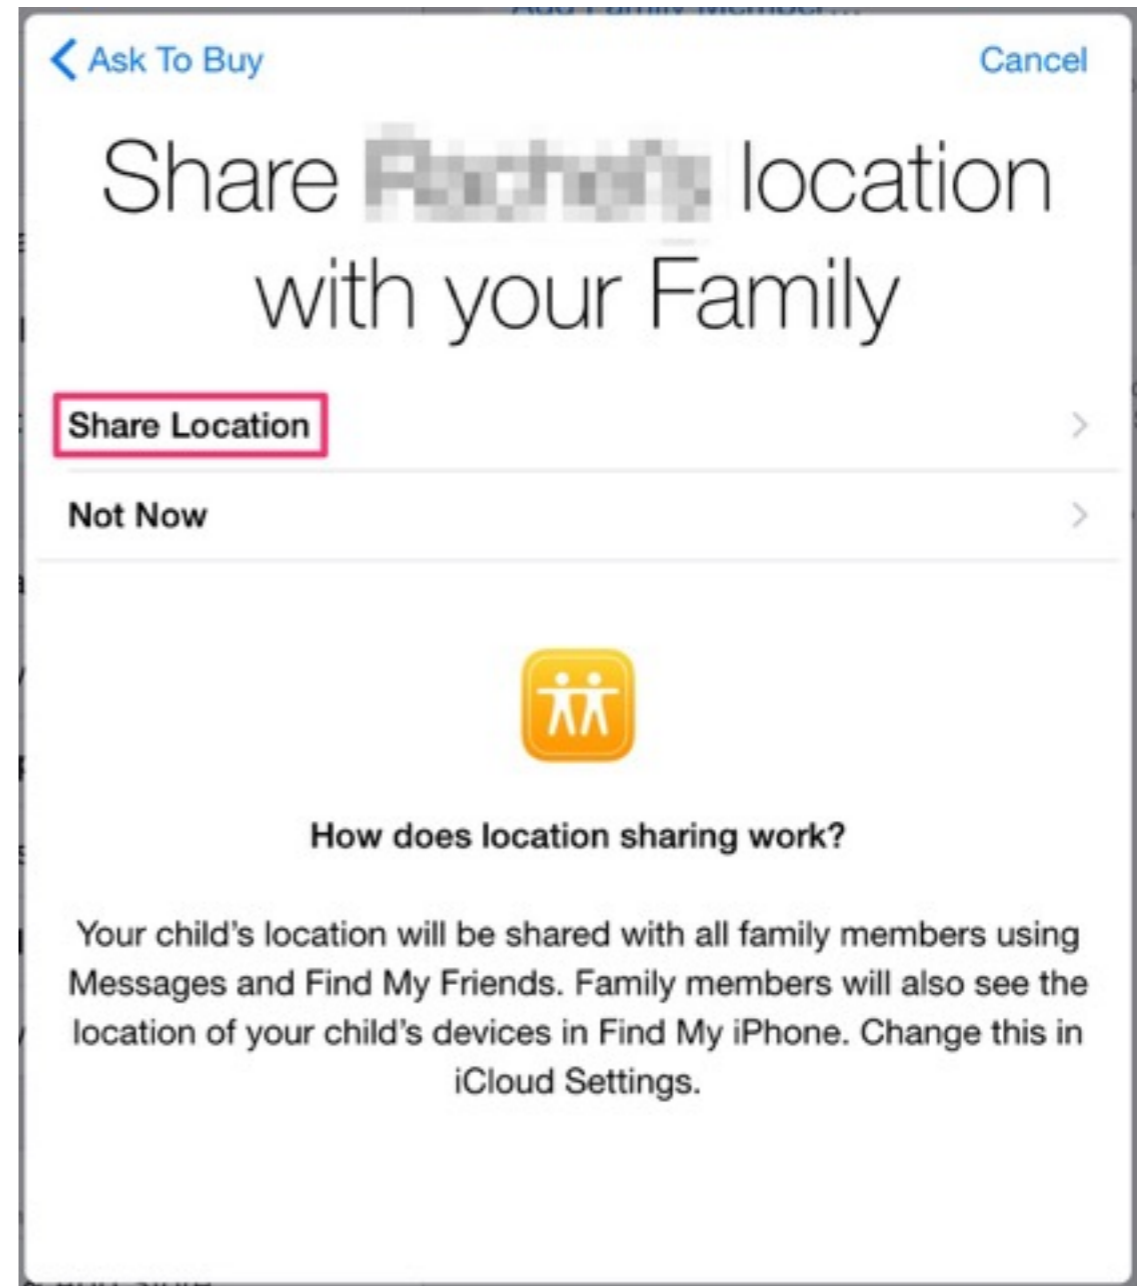 Ask To Buy
Cancel
Share location
with your Family
Share Location
Not Now
How does location sharing work?
Your child's location will be shared with all family members using
Messages and Find My Friends. Family members will also see the
location of your child's devices in Find My iPhone. Change this in
iCloud Settings.